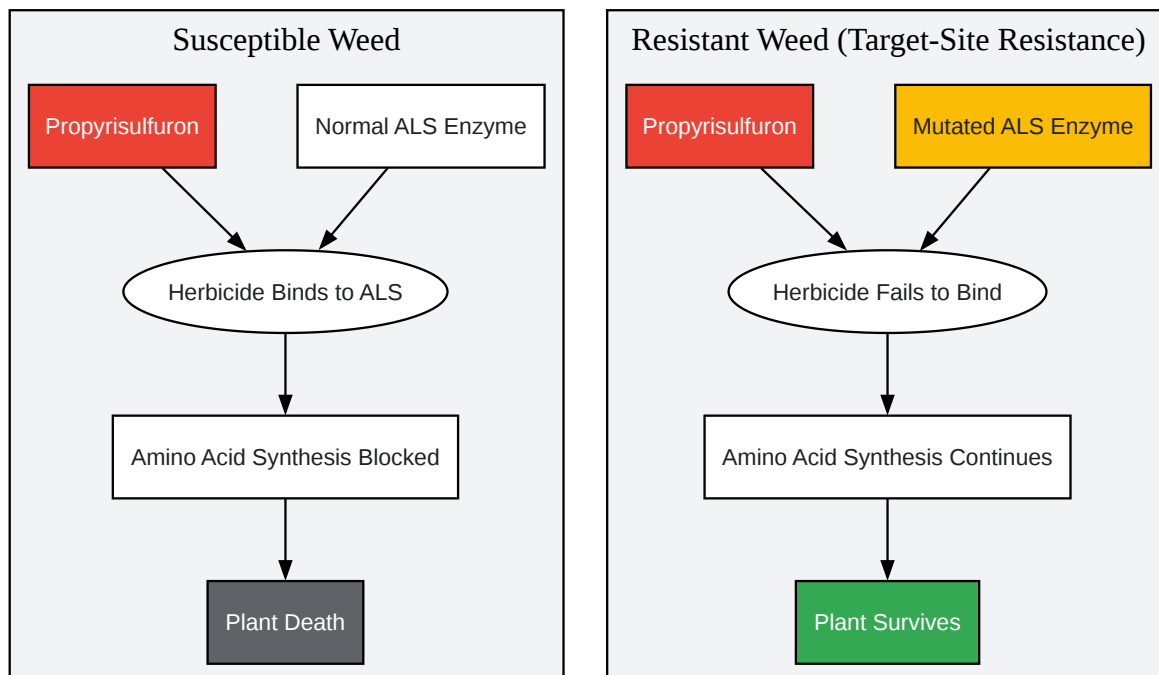 Susceptible Weed
Propyrisulfuron
Normal ALS Enzyme
Herbicide Binds to ALS
Amino Acid Synthesis Blocked
Plant Death
Resistant Weed (Target-Site Resistance)
Propyrisulfuron
Mutated ALS Enzyme
Herbicide Fails to Bind
Amino Acid Synthesis Continues
Plant Survives